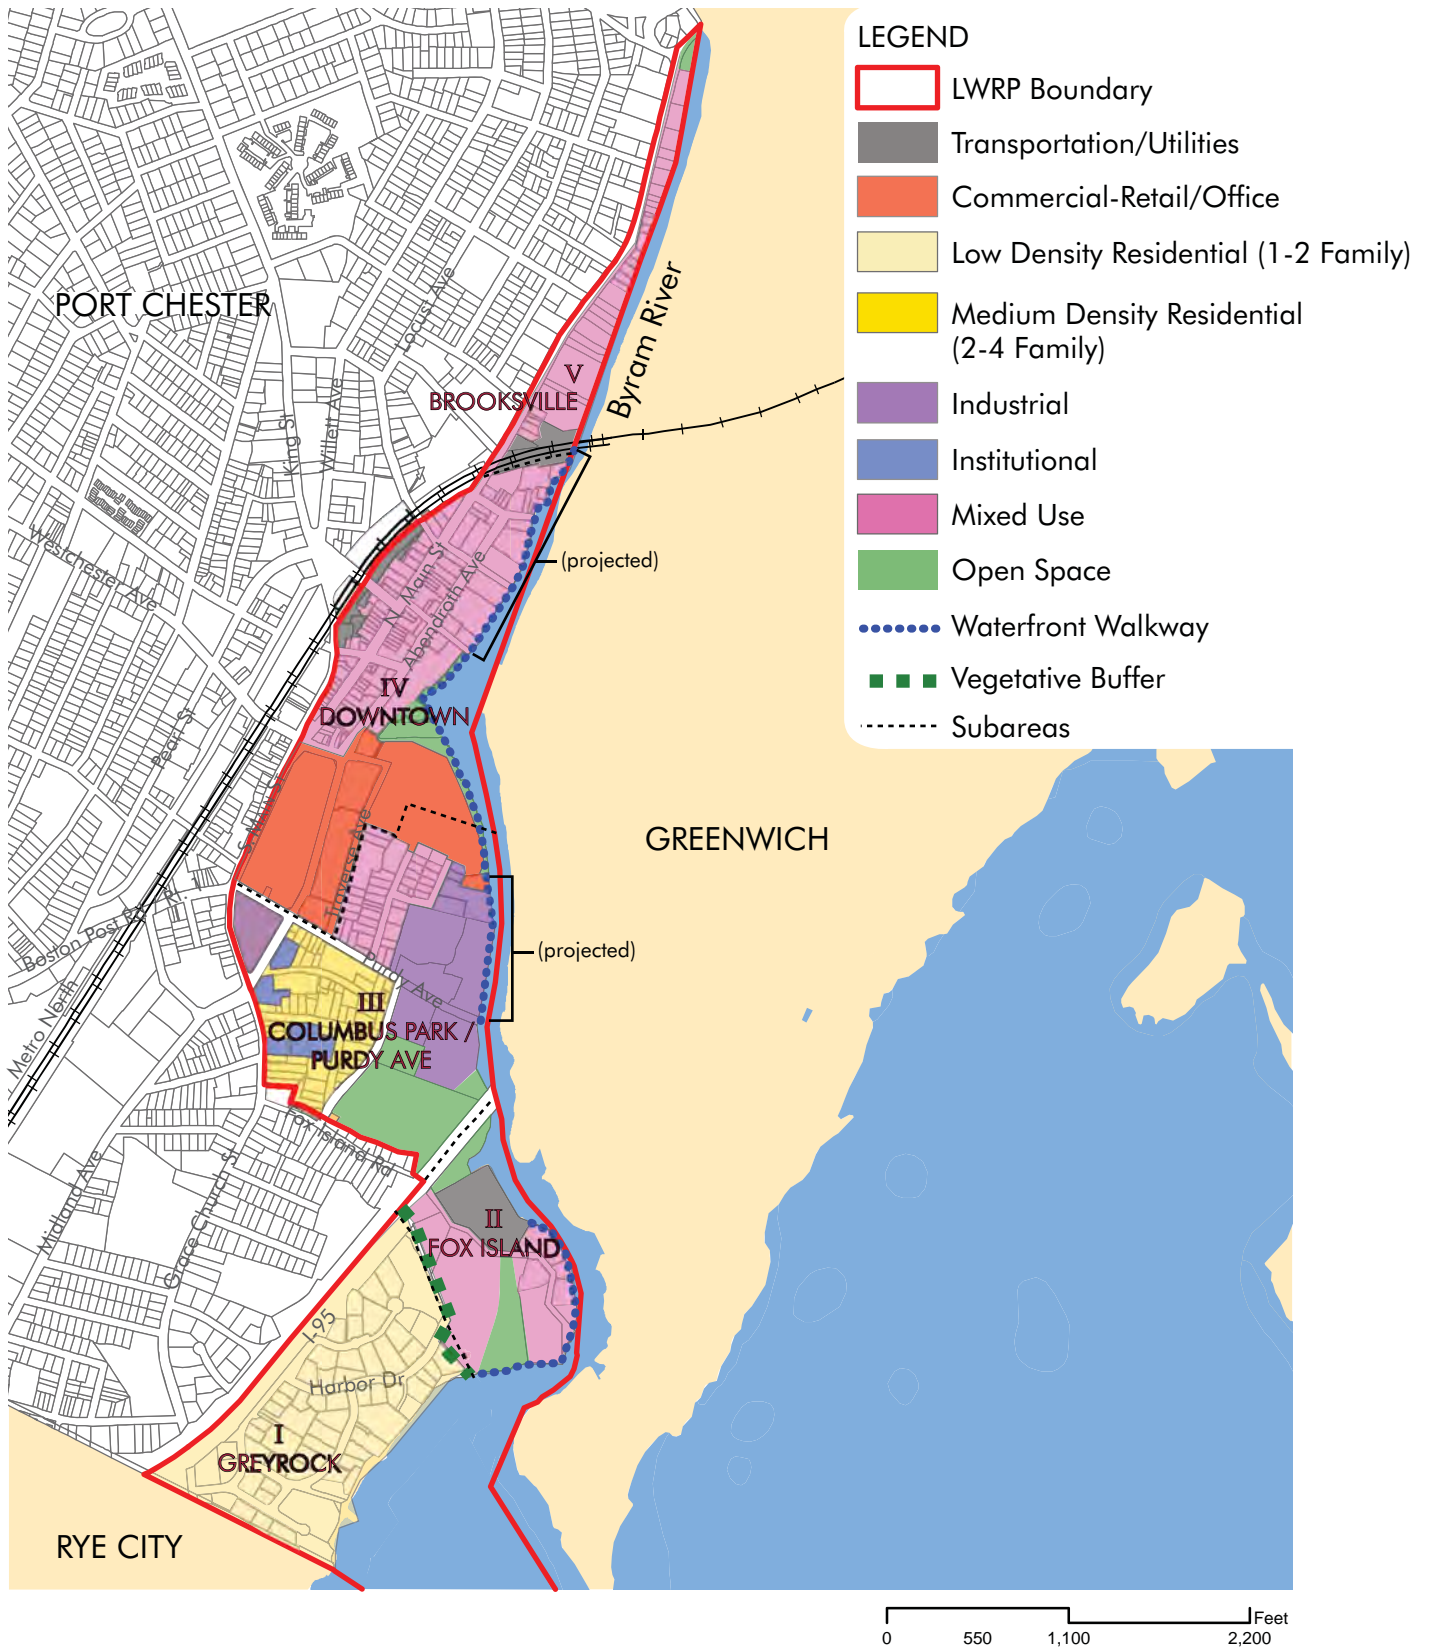 LEGEND
LWRP Boundary
Transportation/Utilities
Commercial-Retail/Office
Low Density Residential (1-2 Family)
Medium Density Residential
(2-4 Family)
Industrial
Institutional
Mixed Use
Open Space
Waterfront Walkway
Vegetative Buffer
Subareas
PORT CHESTER
Locust Ave
Byram River
V
BROOKSVILLE
King St
Willett Ave
Westchester Ave
(projected)
N. Main St
Abendroth Ave
IV
DOWNTOWN
Pearl St
S. Main St
Traverse Ave
GREENWICH
Boston Post Rd
Rt. 1
(projected)
Purdy Ave
Metro North
III
COLUMBUS PARK /
PURDY AVE
Fox Island Rd
Midland Ave
Grace Church St
II
FOX ISLAND
I-95
Harbor Dr
I
GREYROCK
RYE CITY
Feet
0 550 1,100 2,200